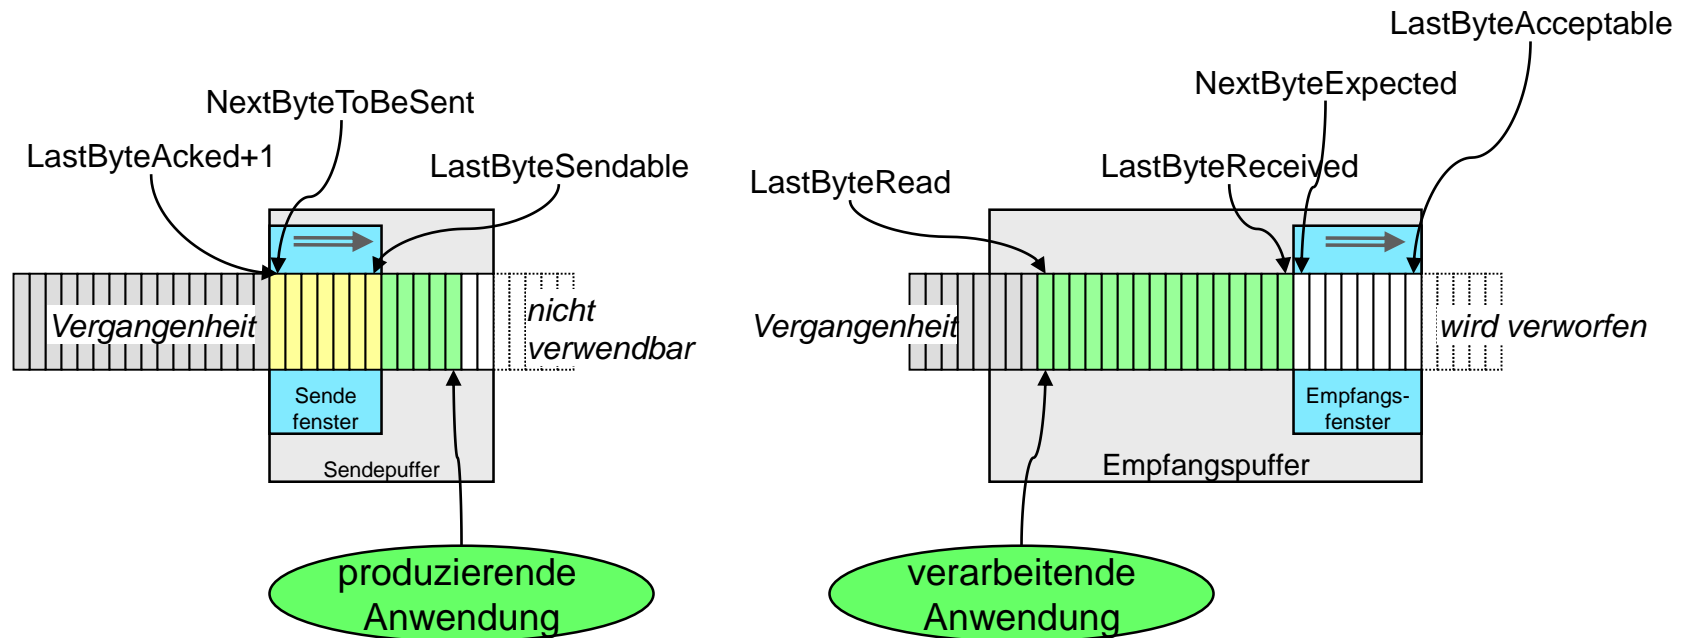 LastByteAcceptable
NextByteExpected
NextByteToBeSent
LastByteAcked+1
LastByteSendable
LastByteReceived
LastByteRead
Vergangenheit
nicht
verwendbar
Vergangenheit
wird verworfen
Sende
fenster
Empfangs-
fenster
Sendepuffer
Empfangspuffer
produzierende
Anwendung
verarbeitende
Anwendung